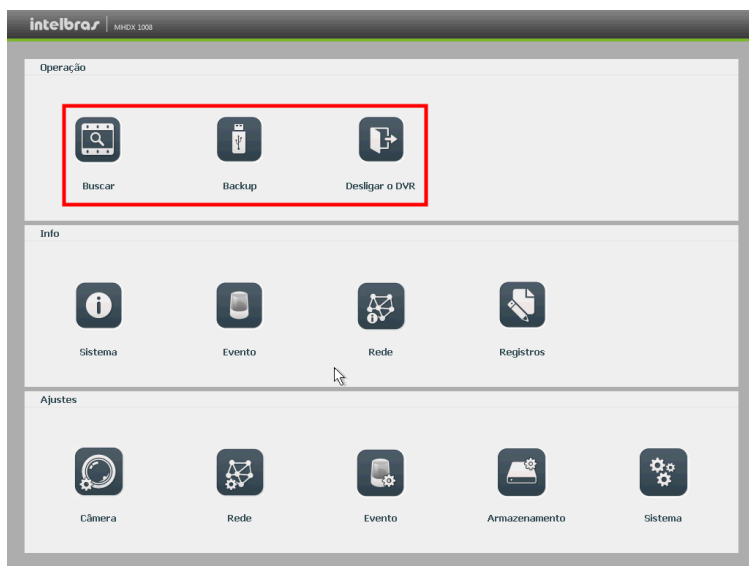 intelbras MHDX 1008
Operação
Buscar Backup Desligar o DVR
Info
Sistema Evento Rede Registros
Ajustes
Câmera Rede Evento Armazenamento Sistema